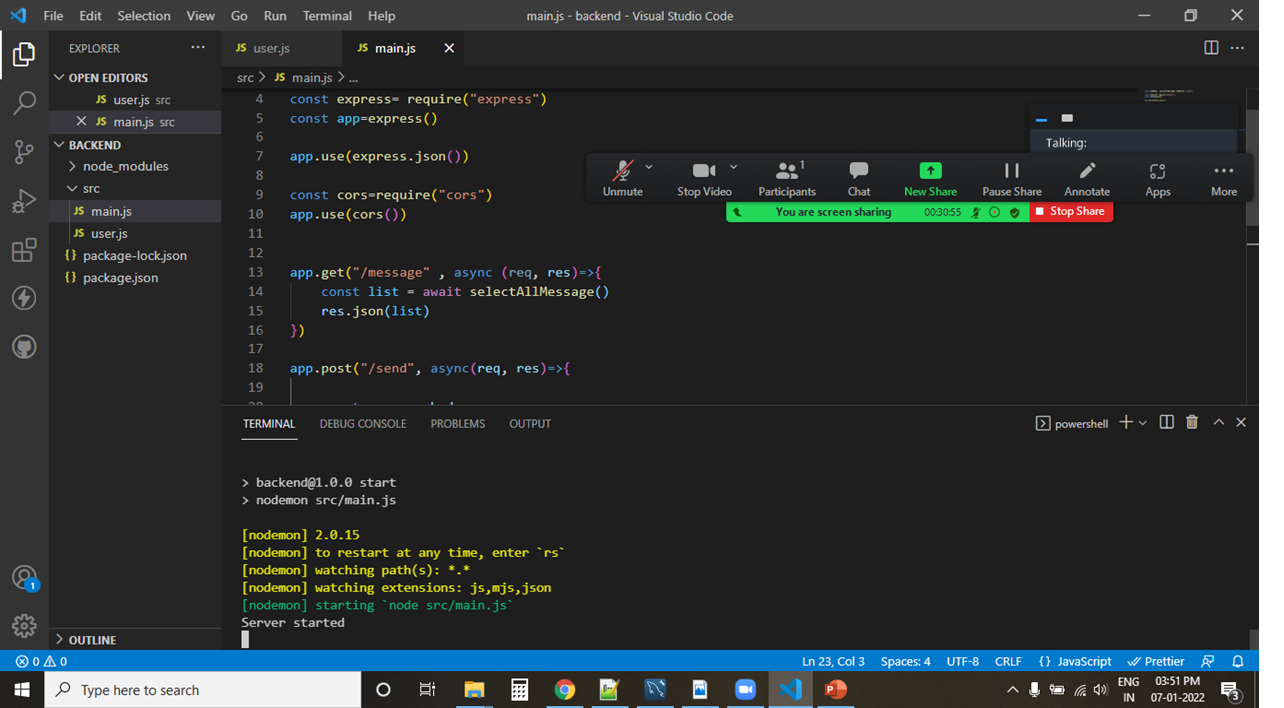 File Edit Selection View Go Run Terminal Help
main.js - backend - Visual Studio Code
EXPLORER
OPEN EDITORS
JS user.js src
JS main.js src
BACKEND
node_modules
src
JS main.js
JS user.js
{} package-lock.json
{} package.json
OUTLINE
1
JS user.js
JS main.js
src > JS main.js > ...
4 const express= require("express")
5 const app=express()
6
7 app.use(express.json())
8
9 const cors=require("cors")
10 app.use(cors())
11
12
13 app.get("/message" , async (req, res)=>{
14 const list = await selectAllMessage()
15 res.json(list)
16 })
17
18 app.post("/send", async(req, res)=>{
19
Talking:
1
Unmute Stop Video Participants Chat New Share Pause Share Annotate Apps More
You are screen sharing 00:30:55 Stop Share
TERMINAL DEBUG CONSOLE PROBLEMS OUTPUT
powershell
> backend@1.0.0 start
> nodemon src/main.js
[nodemon] 2.0.15
[nodemon] to restart at any time, enter `rs`
[nodemon] watching path(s): *.*
[nodemon] watching extensions: js,mjs,json
[nodemon] starting `node src/main.js`
Server started
0 0 Ln 23, Col 3 Spaces: 4 UTF-8 CRLF {} JavaScript Prettier
Type here to search
ENG
IN
03:51 PM
07-01-2022
3